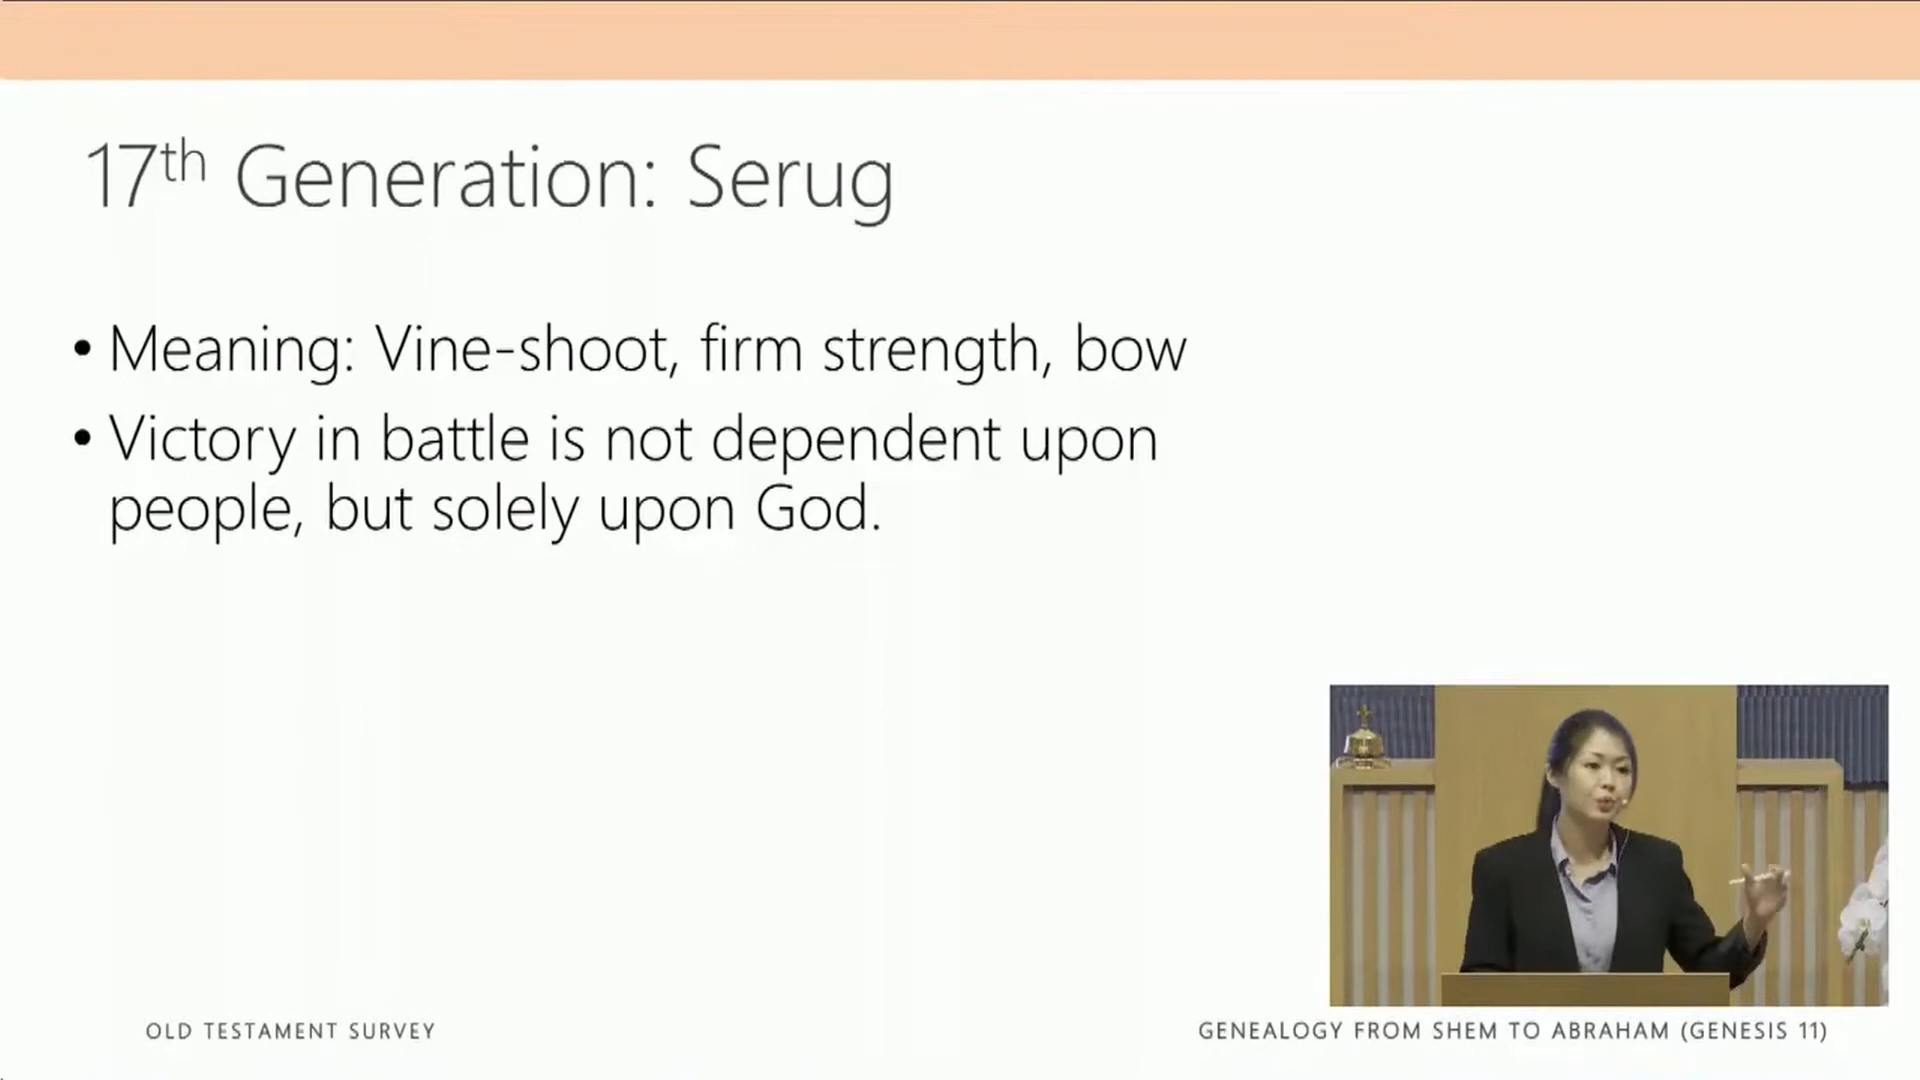 17th Generation: Serug
• Meaning: Vine-shoot, firm strength, bow
• Victory in battle is not dependent upon
people, but solely upon God.
OLD TESTAMENT SURVEY
GENEALOGY FROM SHEM TO ABRAHAM (GENESIS 11)